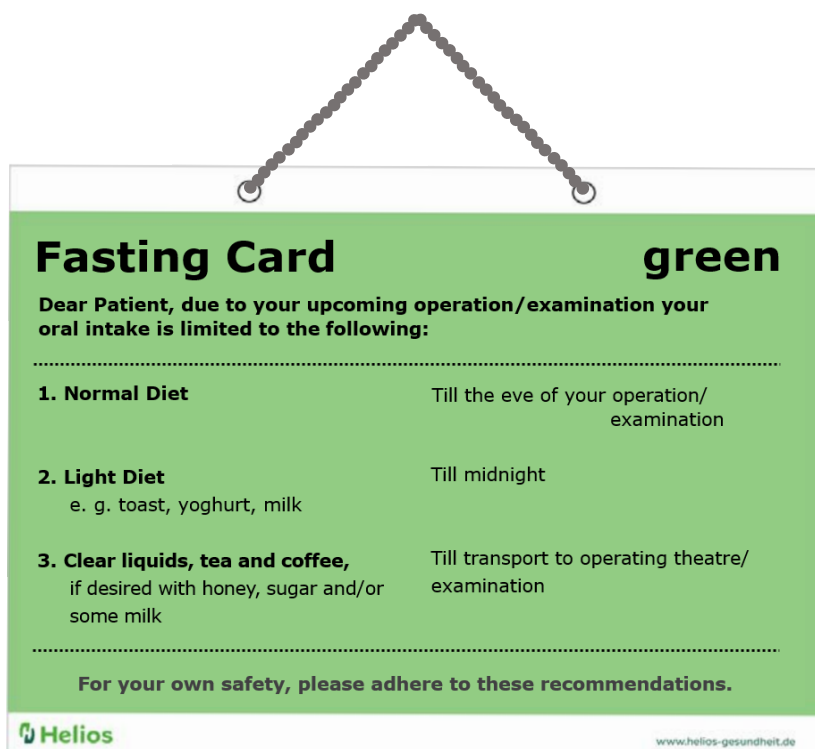 Fasting Card green
Dear Patient, due to your upcoming operation/examination your
oral intake is limited to the following:
1. Normal Diet Till the eve of your operation/
examination
2. Light Diet Till midnight
e. g. toast, yoghurt, milk
3. Clear liquids, tea and coffee, Till transport to operating theatre/
if desired with honey, sugar and/or examination
some milk
For your own safety, please adhere to these recommendations.
Helios www.helios-gesundheit.de